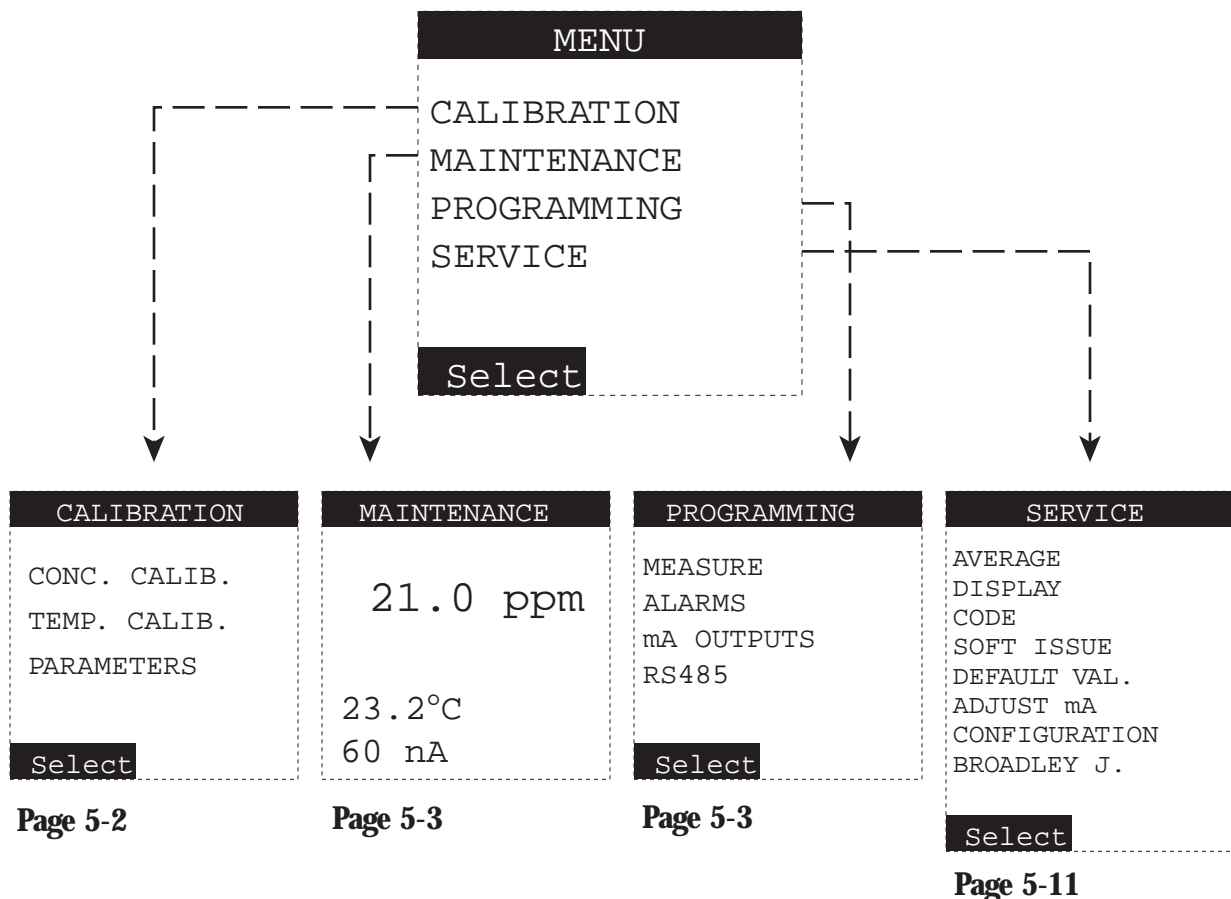 MENU
CALIBRATION
MAINTENANCE
PROGRAMMING
SERVICE
Select
CALIBRATION
CONC. CALIB.
TEMP. CALIB.
PARAMETERS
Select
Page 5-2
MAINTENANCE
21.0 ppm
23.2°C
60 nA
Page 5-3
PROGRAMMING
MEASURE
ALARMS
mA OUTPUTS
RS485
Select
Page 5-3
SERVICE
AVERAGE
DISPLAY
CODE
SOFT ISSUE
DEFAULT VAL.
ADJUST mA
CONFIGURATION
BROADLEY J.
Select
Page 5-11